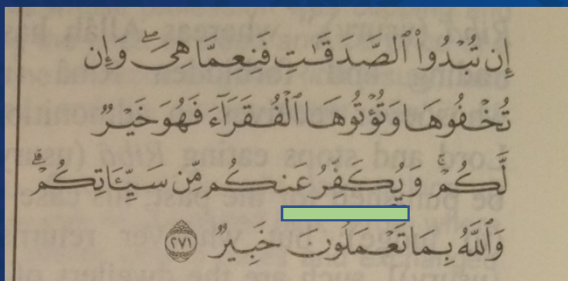 إِن تُبْدُوا۟ ٱلصَّدَقَـٰتِ فَنِعِمَّا هِىَ ۖ وَإِن
تُخْفُوهَا وَتُؤْتُوهَا ٱلْفُقَرَآءَ فَهُوَ خَيْرٌ
لَّكُمْ ۚ وَيُكَفِّرُ عَنكُم مِّن سَيِّـَٔاتِكُمْ ۗ
وَٱللَّهُ بِمَا تَعْمَلُونَ خَبِيرٌ ﴿٢٧١﴾